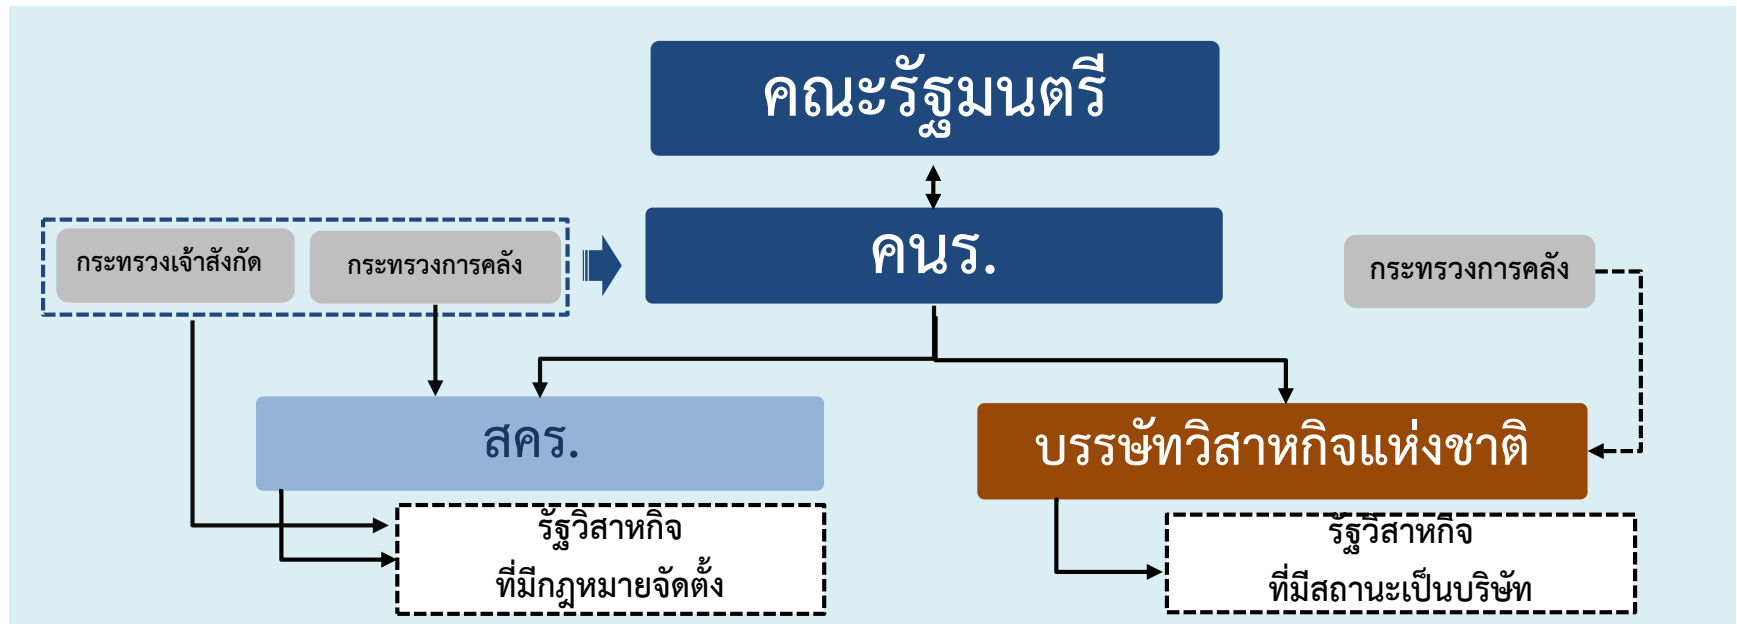 คณะรัฐมนตรี
กระทรวงเจ้าสังกัด
กระทรวงการคลัง
คนร.
กระทรวงการคลัง
สคร.
บรรษัทวิสาหกิจแห่งชาติ
รัฐวิสาหกิจ
ที่มีกฎหมายจัดตั้ง
รัฐวิสาหกิจ
ที่มีสถานะเป็นบริษัท